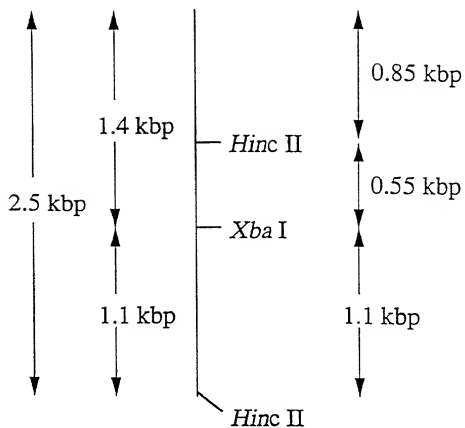 0.85 kbp
1.4 kbp
Hinc II
0.55 kbp
2.5 kbp
Xba I
1.1 kbp
1.1 kbp
Hinc II